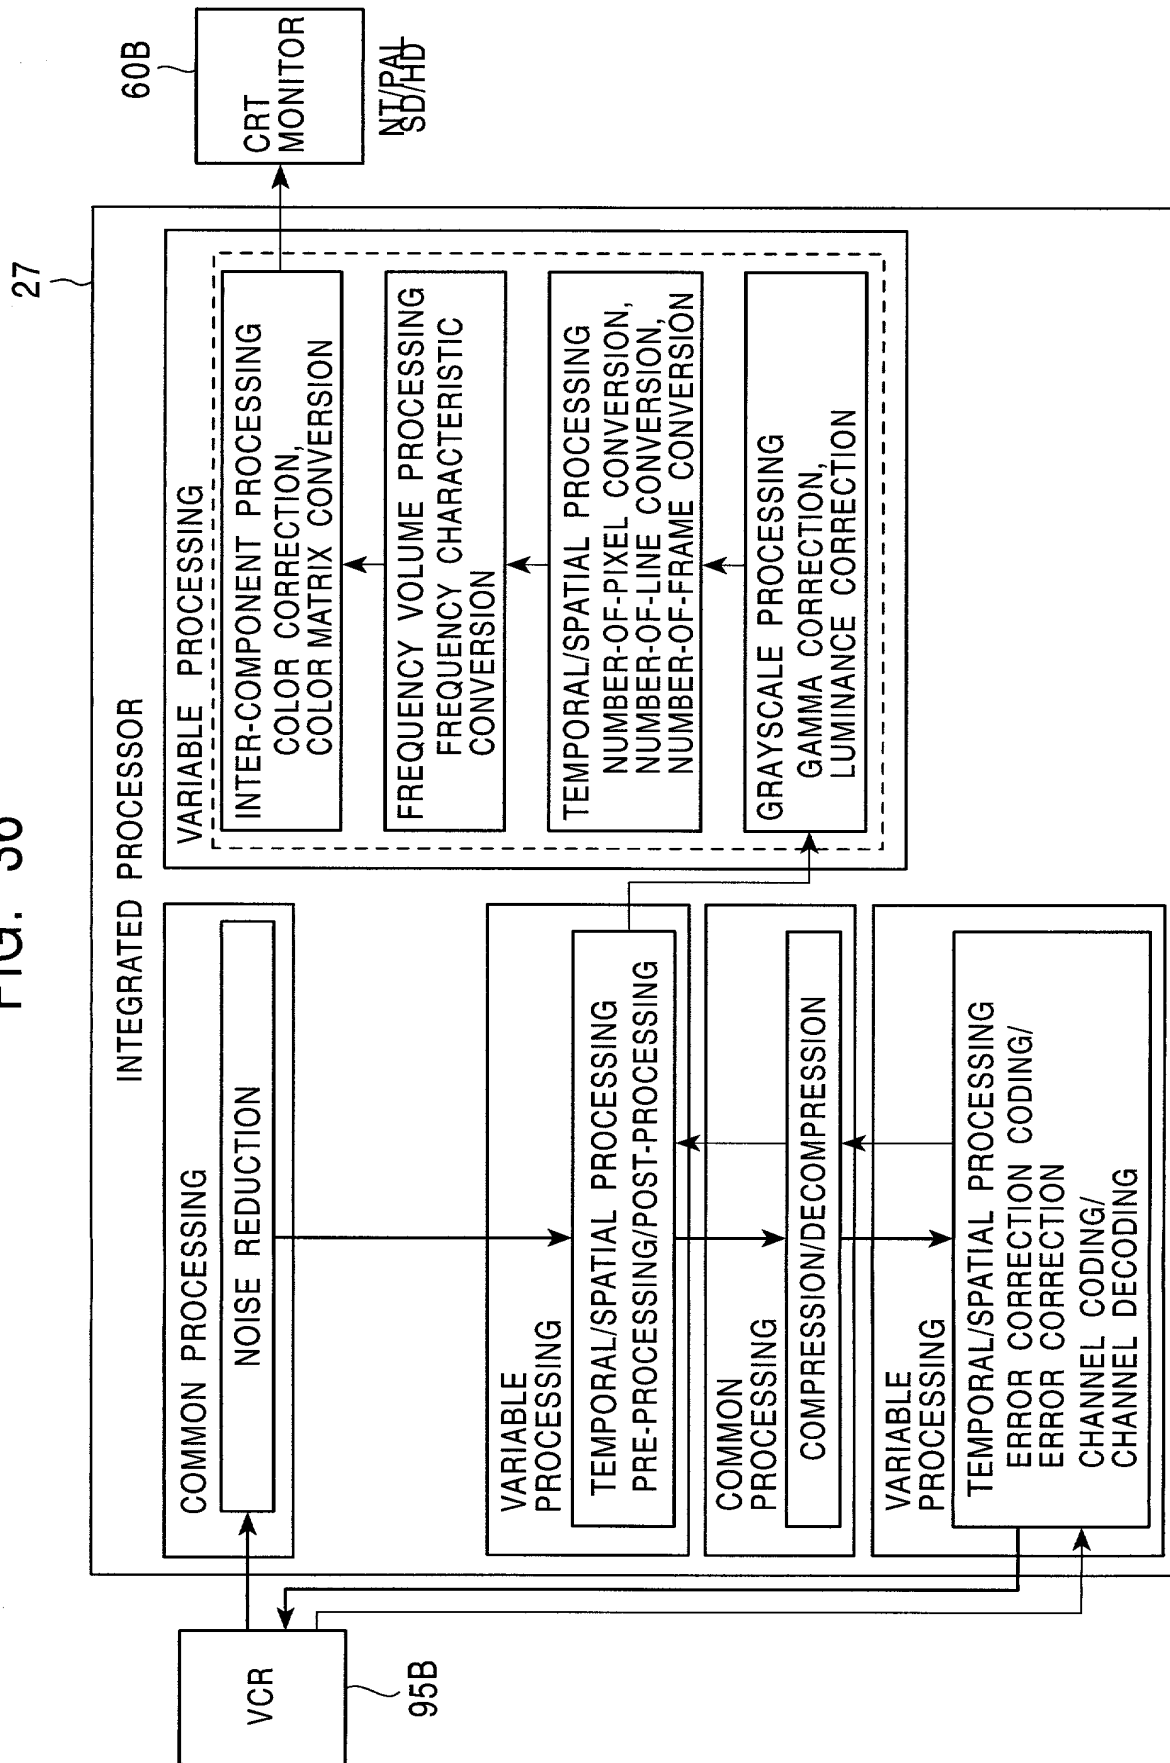 FIG. 36
27
INTEGRATED PROCESSOR
VCR
95B
COMMON PROCESSING
NOISE REDUCTION
VARIABLE
PROCESSING
TEMPORAL/SPATIAL PROCESSING
PRE-PROCESSING/POST-PROCESSING
COMMON
PROCESSING
COMPRESSION/DECOMPRESSION
VARIABLE
PROCESSING
TEMPORAL/SPATIAL PROCESSING
ERROR CORRECTION CODING/
ERROR CORRECTION
CHANNEL CODING/
CHANNEL DECODING
VARIABLE PROCESSING
INTER-COMPONENT PROCESSING
COLOR CORRECTION,
COLOR MATRIX CONVERSION
FREQUENCY VOLUME PROCESSING
FREQUENCY CHARACTERISTIC
CONVERSION
TEMPORAL/SPATIAL PROCESSING
NUMBER-OF-PIXEL CONVERSION,
NUMBER-OF-LINE CONVERSION,
NUMBER-OF-FRAME CONVERSION
GRAYSCALE PROCESSING
GAMMA CORRECTION,
LUMINANCE CORRECTION
60B
CRT
MONITOR
NT/PAL
SD/HD